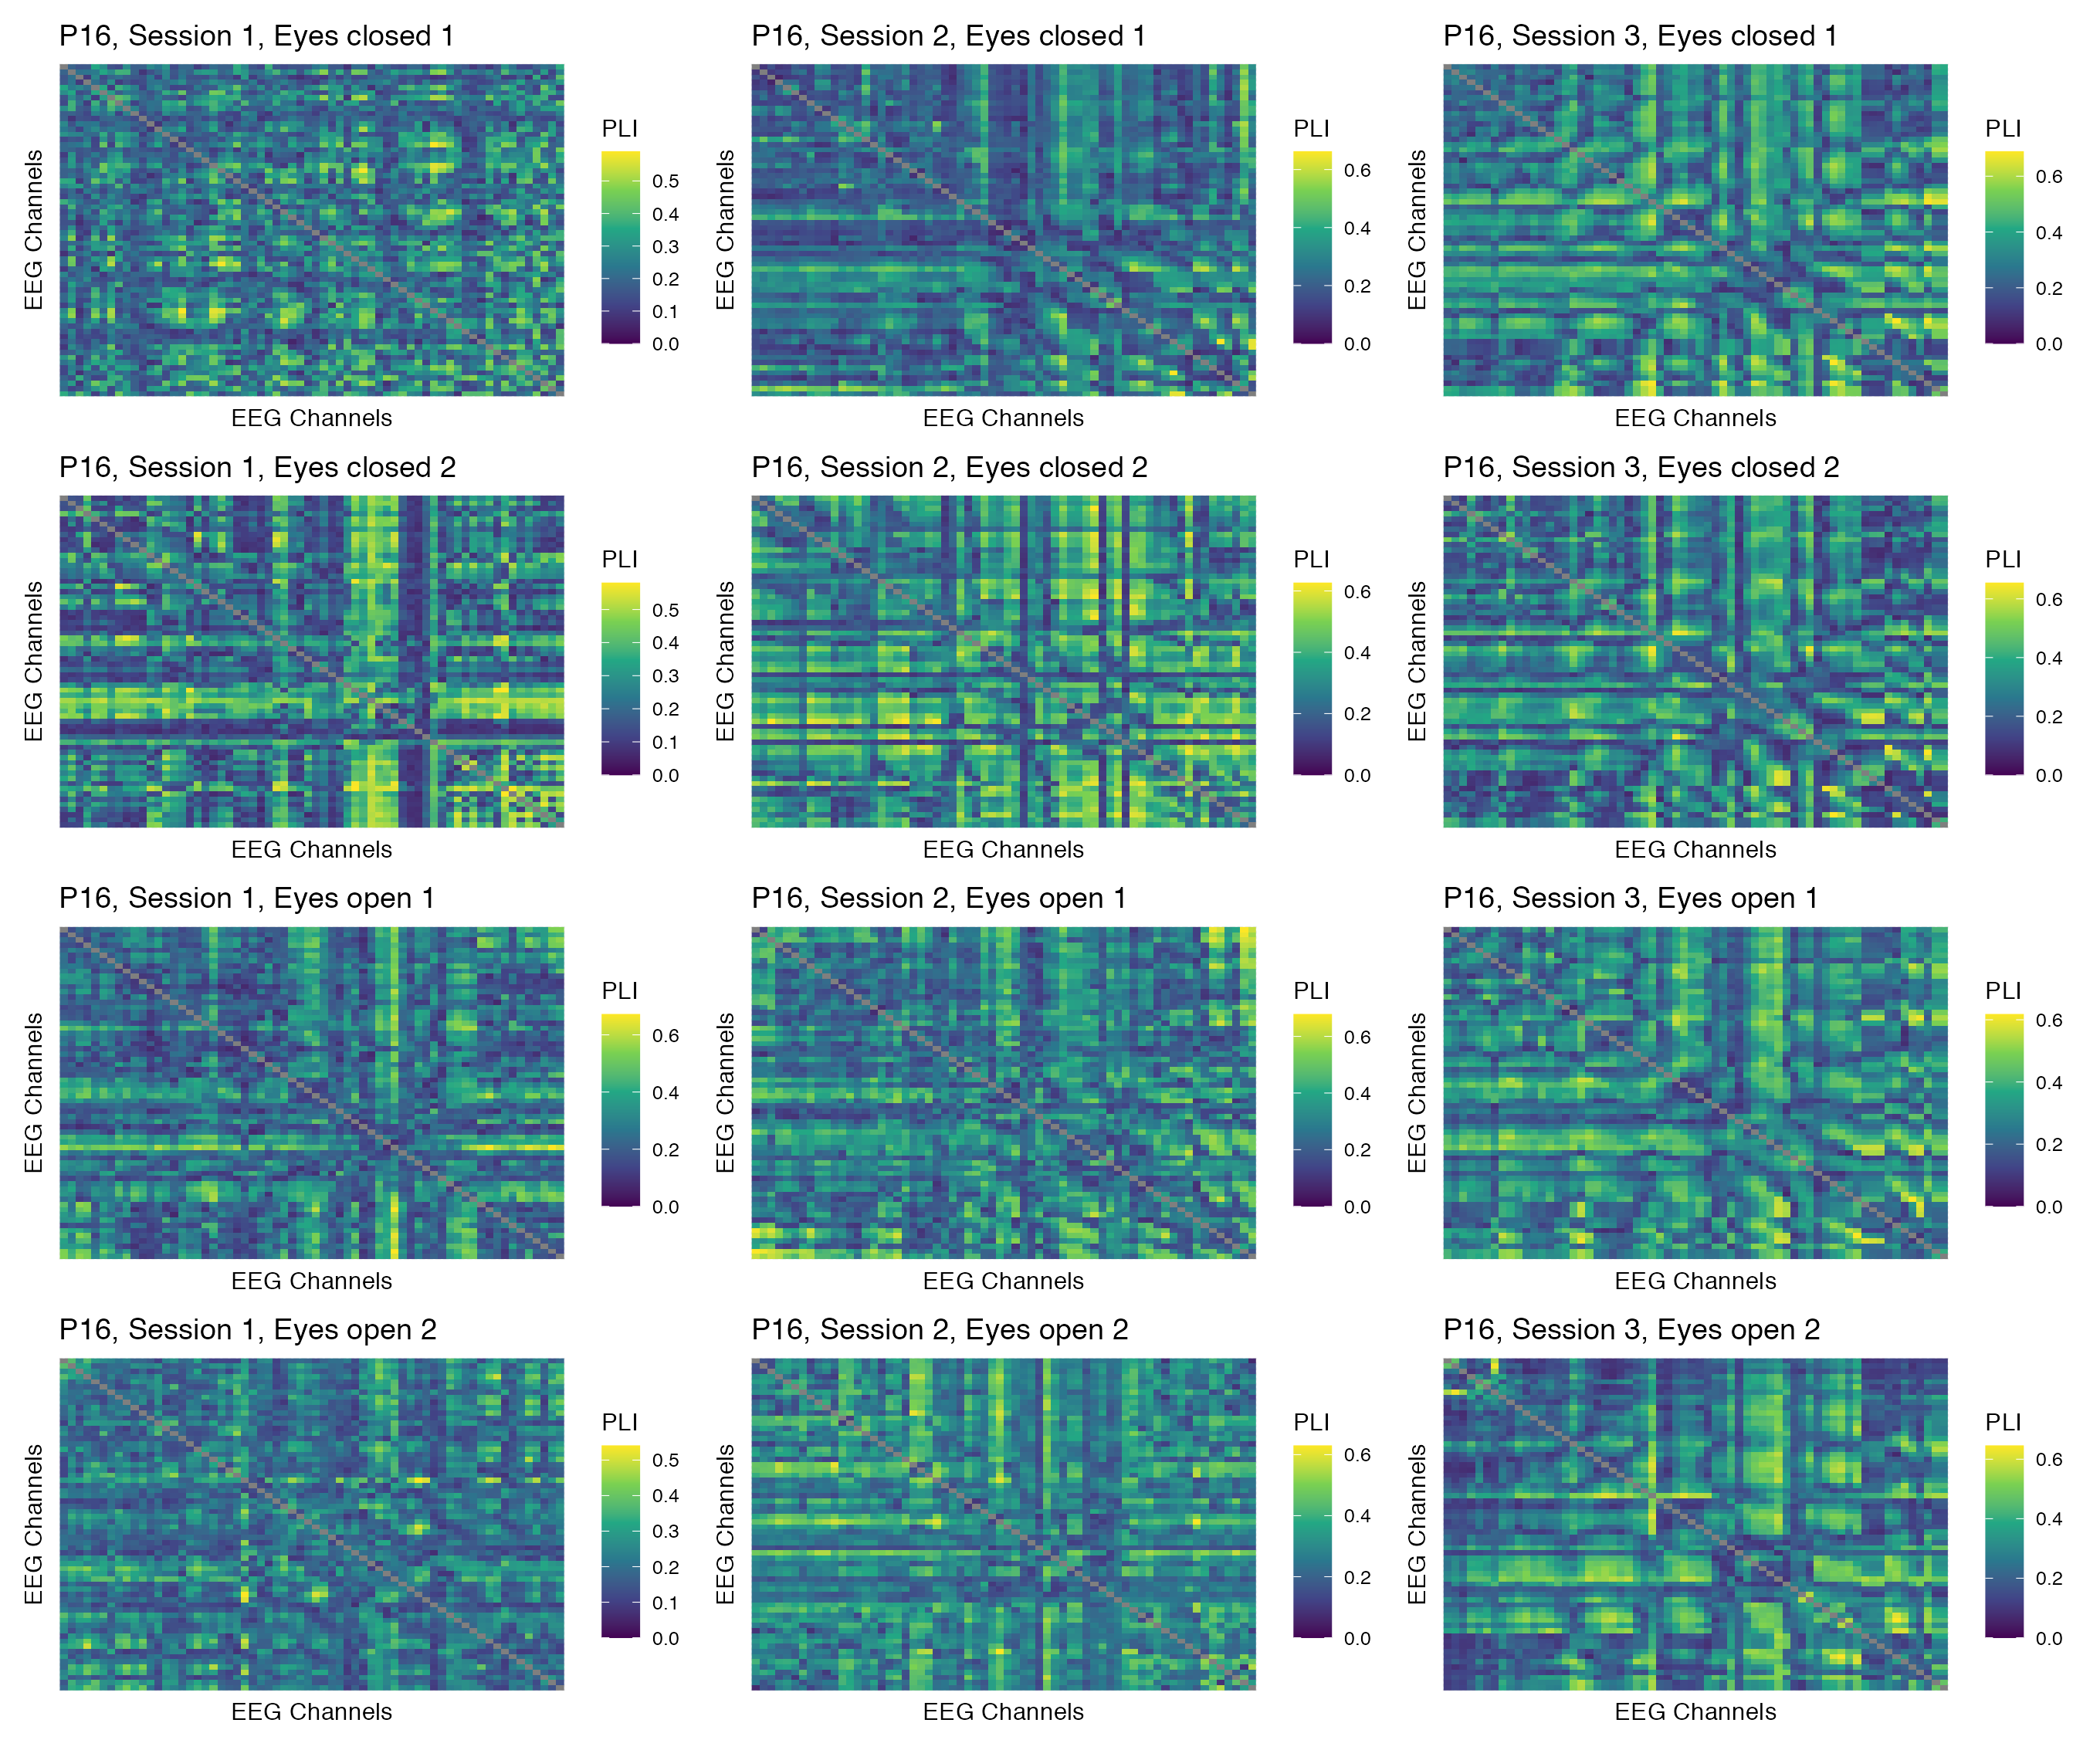 P16, Session 1, Eyes closed 1
EEG Channels
EEG Channels
PLI
0.5
0.4
0.3
0.2
0.1
0.0
P16, Session 2, Eyes closed 1
EEG Channels
EEG Channels
PLI
0.6
0.4
0.2
0.0
P16, Session 3, Eyes closed 1
EEG Channels
EEG Channels
PLI
0.6
0.4
0.2
0.0
P16, Session 1, Eyes closed 2
EEG Channels
EEG Channels
PLI
0.5
0.4
0.3
0.2
0.1
0.0
P16, Session 2, Eyes closed 2
EEG Channels
EEG Channels
PLI
0.6
0.4
0.2
0.0
P16, Session 3, Eyes closed 2
EEG Channels
EEG Channels
PLI
0.6
0.4
0.2
0.0
P16, Session 1, Eyes open 1
EEG Channels
EEG Channels
PLI
0.6
0.4
0.2
0.0
P16, Session 2, Eyes open 1
EEG Channels
EEG Channels
PLI
0.6
0.4
0.2
0.0
P16, Session 3, Eyes open 1
EEG Channels
EEG Channels
PLI
0.6
0.4
0.2
0.0
P16, Session 1, Eyes open 2
EEG Channels
EEG Channels
PLI
0.5
0.4
0.3
0.2
0.1
0.0
P16, Session 2, Eyes open 2
EEG Channels
EEG Channels
PLI
0.6
0.4
0.2
0.0
P16, Session 3, Eyes open 2
EEG Channels
EEG Channels
PLI
0.6
0.4
0.2
0.0